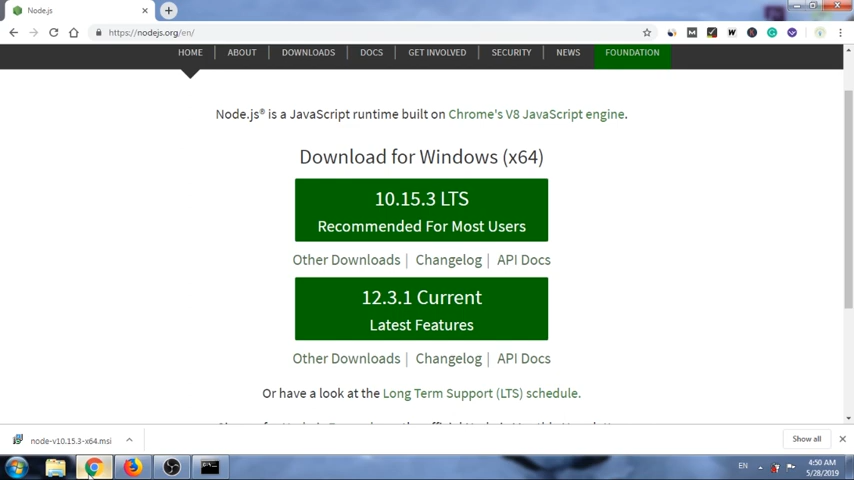 Node.js
https://nodejs.org/en/
HOME | ABOUT | DOWNLOADS | DOCS | GET INVOLVED | SECURITY | NEWS | FOUNDATION
Node.js® is a JavaScript runtime built on Chrome's V8 JavaScript engine.
Download for Windows (x64)
10.15.3 LTS
Recommended For Most Users
Other Downloads | Changelog | API Docs
12.3.1 Current
Latest Features
Other Downloads | Changelog | API Docs
Or have a look at the Long Term Support (LTS) schedule.
node-v10.15.3-x64.msi
Show all
EN
4:50 AM
5/28/2019